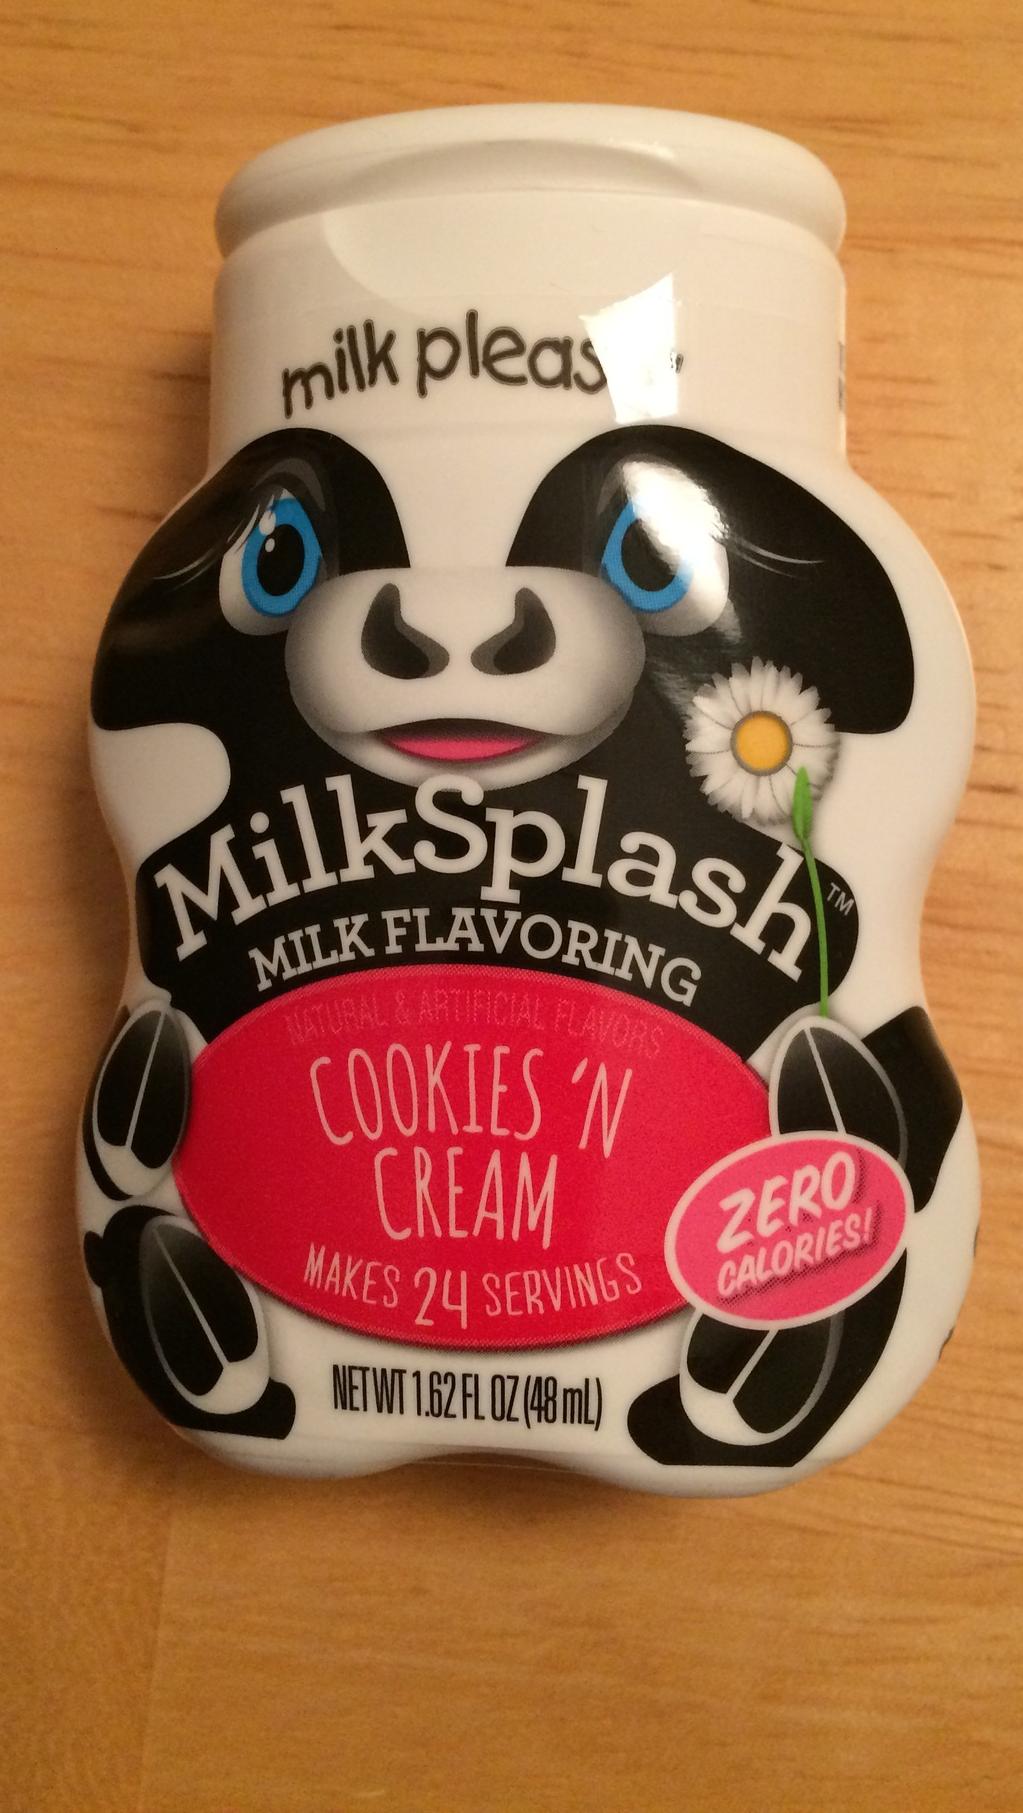 milk
MilkSplash™
MILK FLAVORING
NATURAL & ARTIFICIAL FLAVORS
COOKIES 'N
CREAM
MAKES 24 SERVINGS
ZERO
CALORIES!
NET WT 1.62 FL OZ (48 mL)